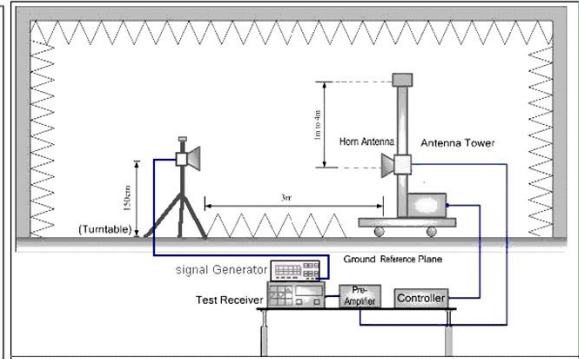 1m to 4m
Horn Antenna
Antenna Tower
150cm
3m
(Turntable)
Ground Reference Plane
signal Generator
Test Receiver
Pre-
Amplifier
Controller